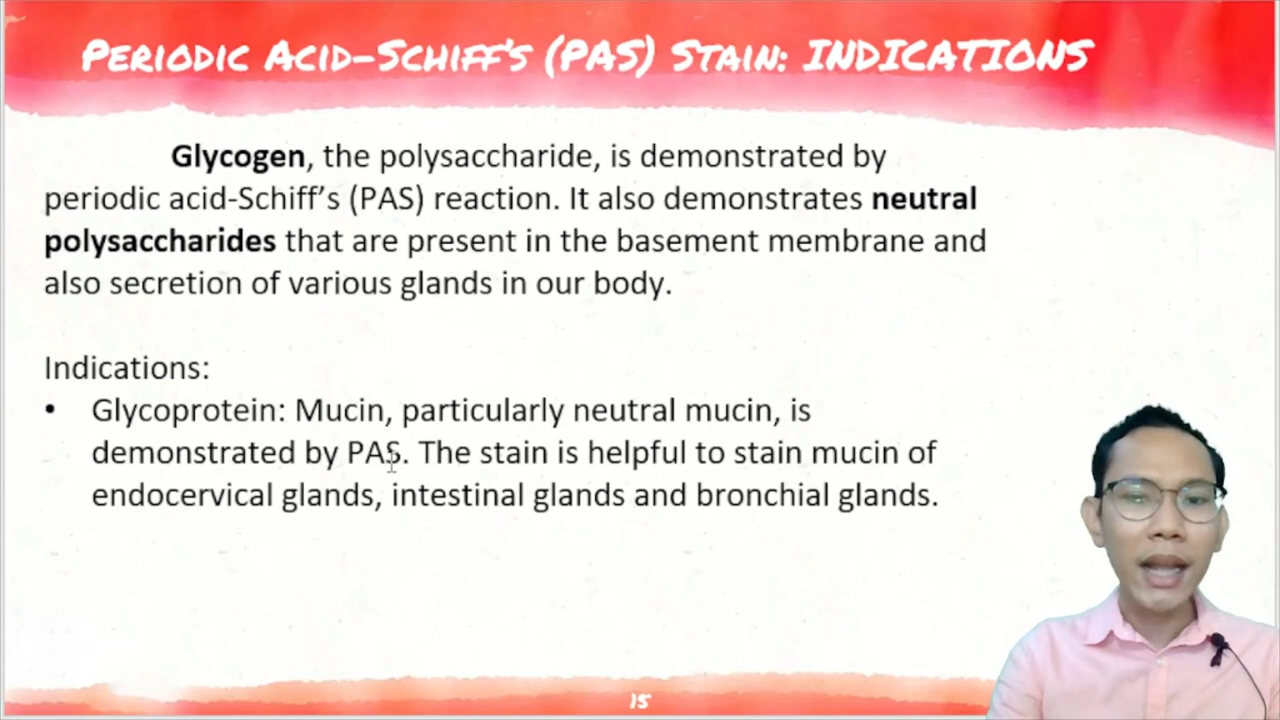 PERIODIC ACID-SCHIFF'S (PAS) STAIN: INDICATIONS
Glycogen, the polysaccharide, is demonstrated by
periodic acid-Schiff's (PAS) reaction. It also demonstrates neutral
polysaccharides that are present in the basement membrane and
also secretion of various glands in our body.
Indications:
• Glycoprotein: Mucin, particularly neutral mucin, is
demonstrated by PAS. The stain is helpful to stain mucin of
endocervical glands, intestinal glands and bronchial glands.
15